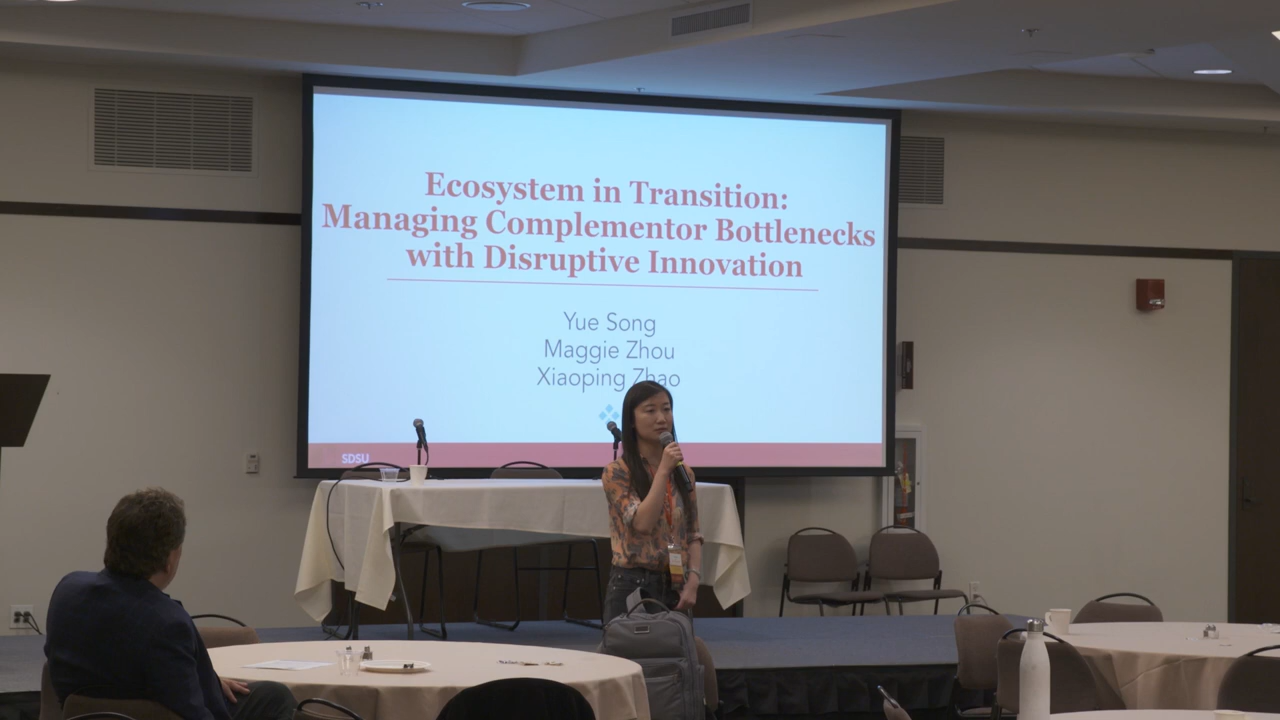 Ecosystem in Transition:
Managing Complementor Bottlenecks
with Disruptive Innovation
Yue Song
Maggie Zhou
Xiaoping Zhao
SDSU